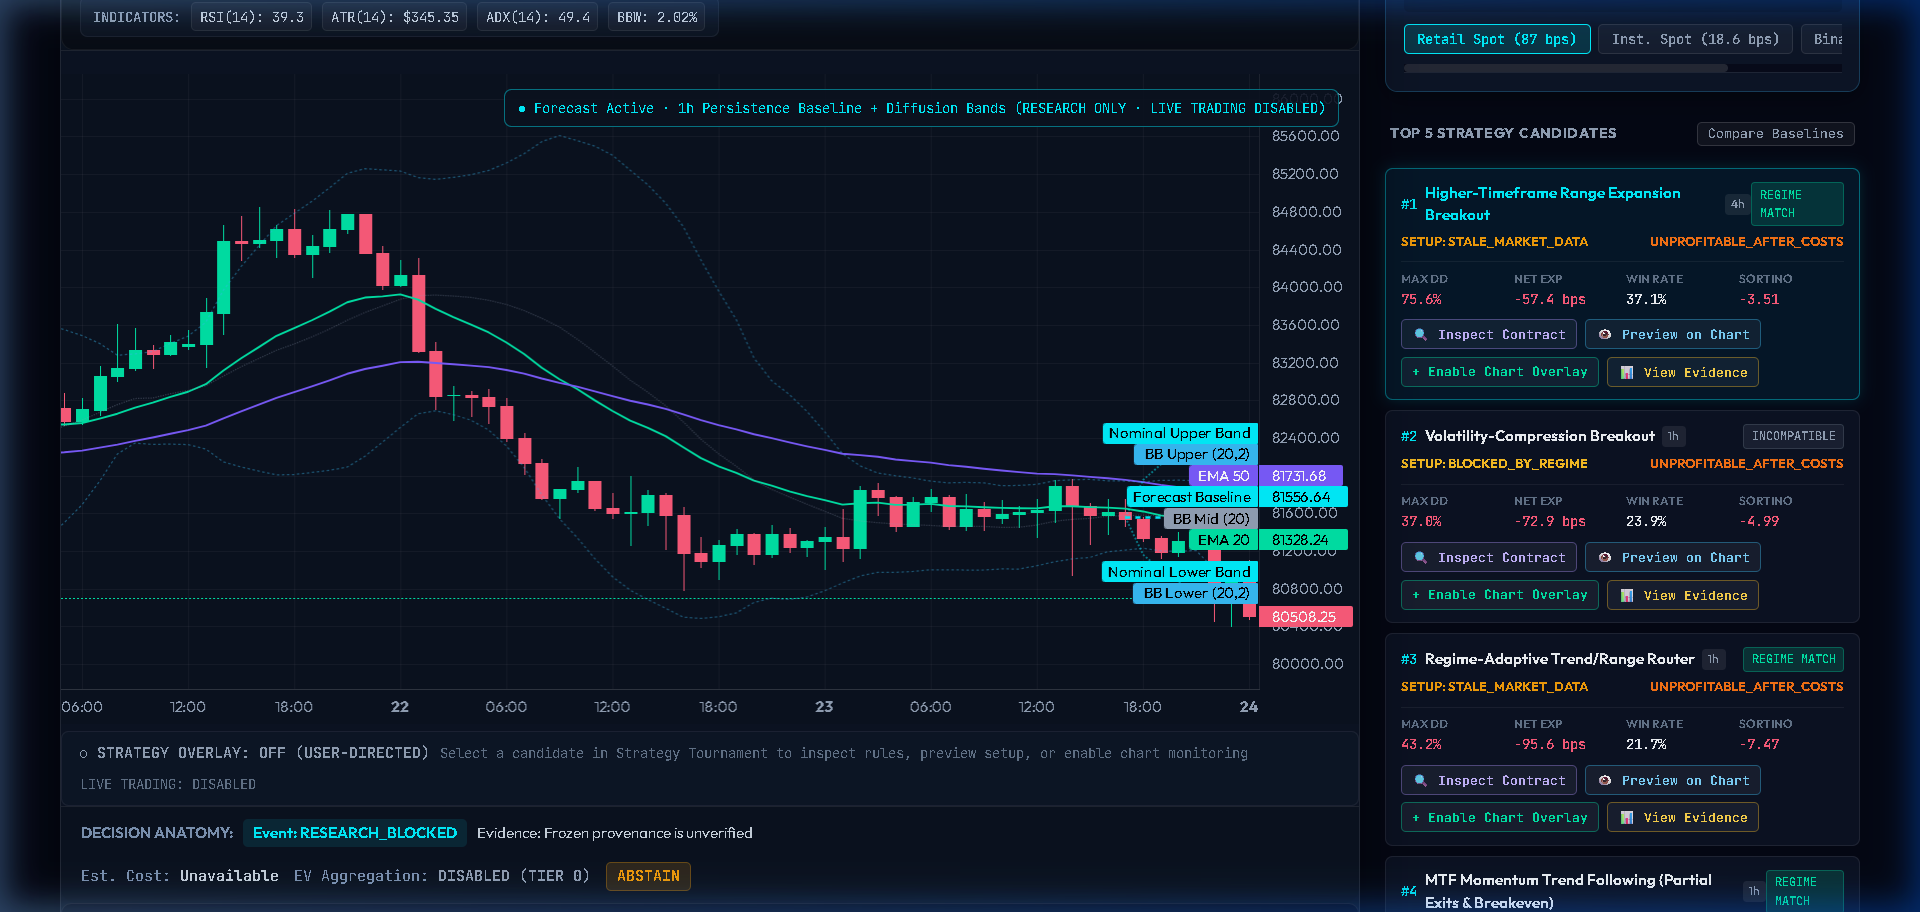 INDICATORS: RSI(14): 39.3 ATR(14): $345.35 ADX(14): 49.4 BBW: 2.02%
● Forecast Active · 1h Persistence Baseline + Diffusion Bands (RESEARCH ONLY · LIVE TRADING DISABLED)
85600.00
85200.00
84800.00
84400.00
84000.00
83600.00
83200.00
82800.00
82400.00
81600.00
81200.00
80800.00
80400.00
80000.00
Nominal Upper Band
BB Upper (20,2)
EMA 50 81731.68
Forecast Baseline 81556.64
BB Mid (20)
EMA 20 81328.24
Nominal Lower Band
BB Lower (20,2)
80508.25
06:00 12:00 18:00 22 06:00 12:00 18:00 23 06:00 12:00 18:00 24
○ STRATEGY OVERLAY: OFF (USER-DIRECTED) Select a candidate in Strategy Tournament to inspect rules, preview setup, or enable chart monitoring
LIVE TRADING: DISABLED
DECISION ANATOMY: Event: RESEARCH_BLOCKED Evidence: Frozen provenance is unverified
Est. Cost: Unavailable EV Aggregation: DISABLED (TIER 0) ABSTAIN
Retail Spot (87 bps) Inst. Spot (18.6 bps)
TOP 5 STRATEGY CANDIDATES Compare Baselines
#1 Higher-Timeframe Range Expansion Breakout 4h REGIME MATCH
SETUP: STALE_MARKET_DATA UNPROFITABLE_AFTER_COSTS
MAX DD NET EXP WIN RATE SORTINO
75.6% -57.4 bps 37.1% -3.51
Inspect Contract Preview on Chart
+ Enable Chart Overlay View Evidence
#2 Volatility-Compression Breakout 1h INCOMPATIBLE
SETUP: BLOCKED_BY_REGIME UNPROFITABLE_AFTER_COSTS
MAX DD NET EXP WIN RATE SORTINO
37.0% -72.9 bps 23.9% -4.99
Inspect Contract Preview on Chart
+ Enable Chart Overlay View Evidence
#3 Regime-Adaptive Trend/Range Router 1h REGIME MATCH
SETUP: STALE_MARKET_DATA UNPROFITABLE_AFTER_COSTS
MAX DD NET EXP WIN RATE SORTINO
43.2% -95.6 bps 21.7% -7.47
Inspect Contract Preview on Chart
+ Enable Chart Overlay View Evidence
#4 MTF Momentum Trend Following (Partial Exits & Breakeven) 1h REGIME MATCH